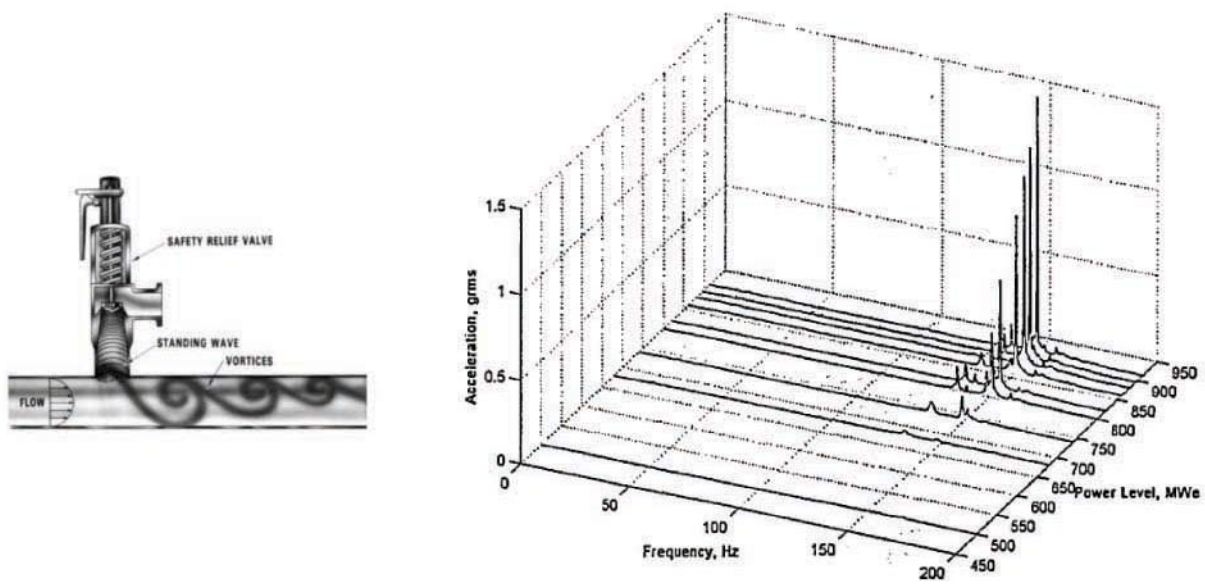 SAFETY RELIEF VALVE
STANDING WAVE
VORTICES
FLOW
1.5
1
0.5
0
Acceleration, grms
0
50
100
150
200
Frequency, Hz
450
500
550
600
650
700
750
800
850
900
950
Power Level, MWe